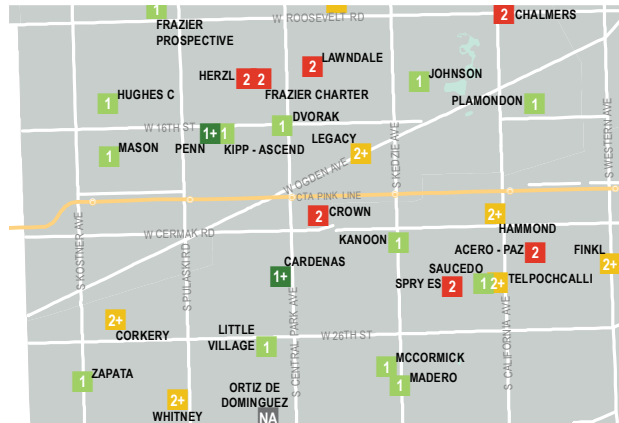 W ROOSEVELT RD
2
CHALMERS
FRAZIER
PROSPECTIVE
HERZL
2
2
2
LAWNDALE
FRAZIER CHARTER
JOHNSON
1
HUGHES C
1
PLAMONDON
1
S WESTERN AVE
S KEDZIE AVE
W 16TH ST
DVORAK
1
LEGACY
2+
MASON
1
PENN
1+
1
KIPP - ASCEND
W OGDEN AVE
CTA PINK LINE
S KOSTNER AVE
S PULASKI RD
W CERMAK RD
2
CROWN
2+
HAMMOND
KANOON
1
ACERO - PAZ
2
FINKL
2+
CARDENAS
1+
SAUCEDO
SPRY ES
2
1
2+
TELPOCHCALLI
S CENTRAL PARK AVE
S CALIFORNIA AVE
2+
CORKERY
LITTLE
VILLAGE
1
W 26TH ST
ZAPATA
1
2+
WHITNEY
ORTIZ DE
DOMINGUEZ
NA
1
MCCORMICK
1
MADERO